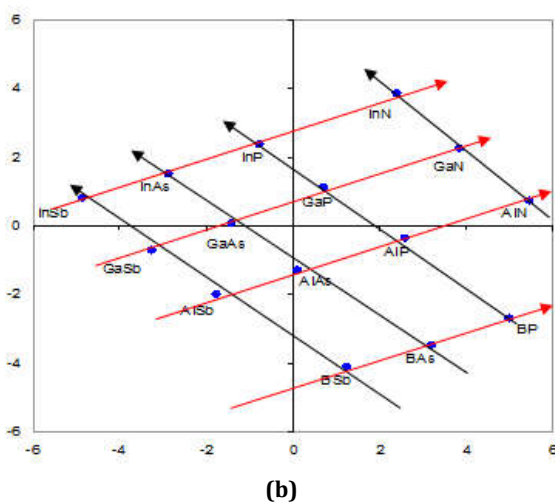 6
4
InN
InP
2
InAs
GaN
GaP
InSb
AlN
0
GaAs
AlP
GaSb
AlAs
-2
AlSb
BP
BAs
-4
BSb
-6
-6 -4 -2 0 2 4 6
(b)